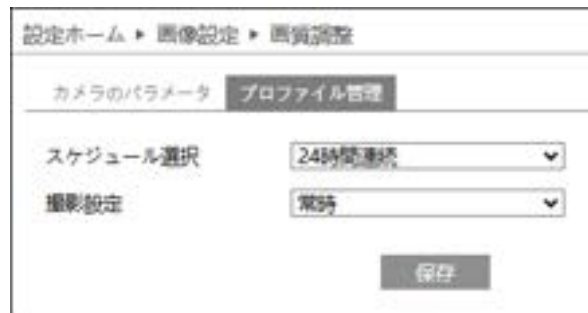 設定ホーム ▸ 画像設定 ▸ 画質調整
カメラのパラメータ プロファイル管理
スケジュール選択 24時間連続
撮影設定 常時
保存